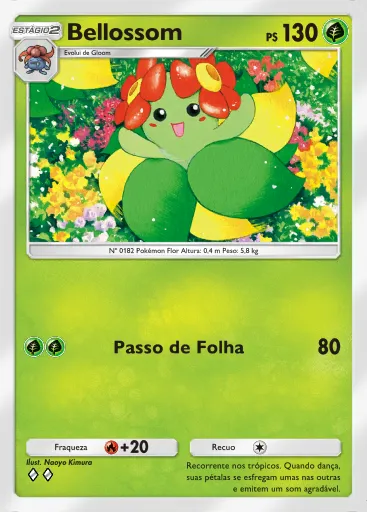 ESTÁGIO 2
Bellossom
PS 130
Evolui de Gloom
N° 0182 Pokémon Flor Altura: 0,4 m Peso: 5,8 kg
Passo de Folha 80
Fraqueza +20
Recuo
Ilust. Naoyo Kimura
Recorrente nos trópicos. Quando dança,
suas pétalas se esfregam umas nas outras
e emitem um som agradável.